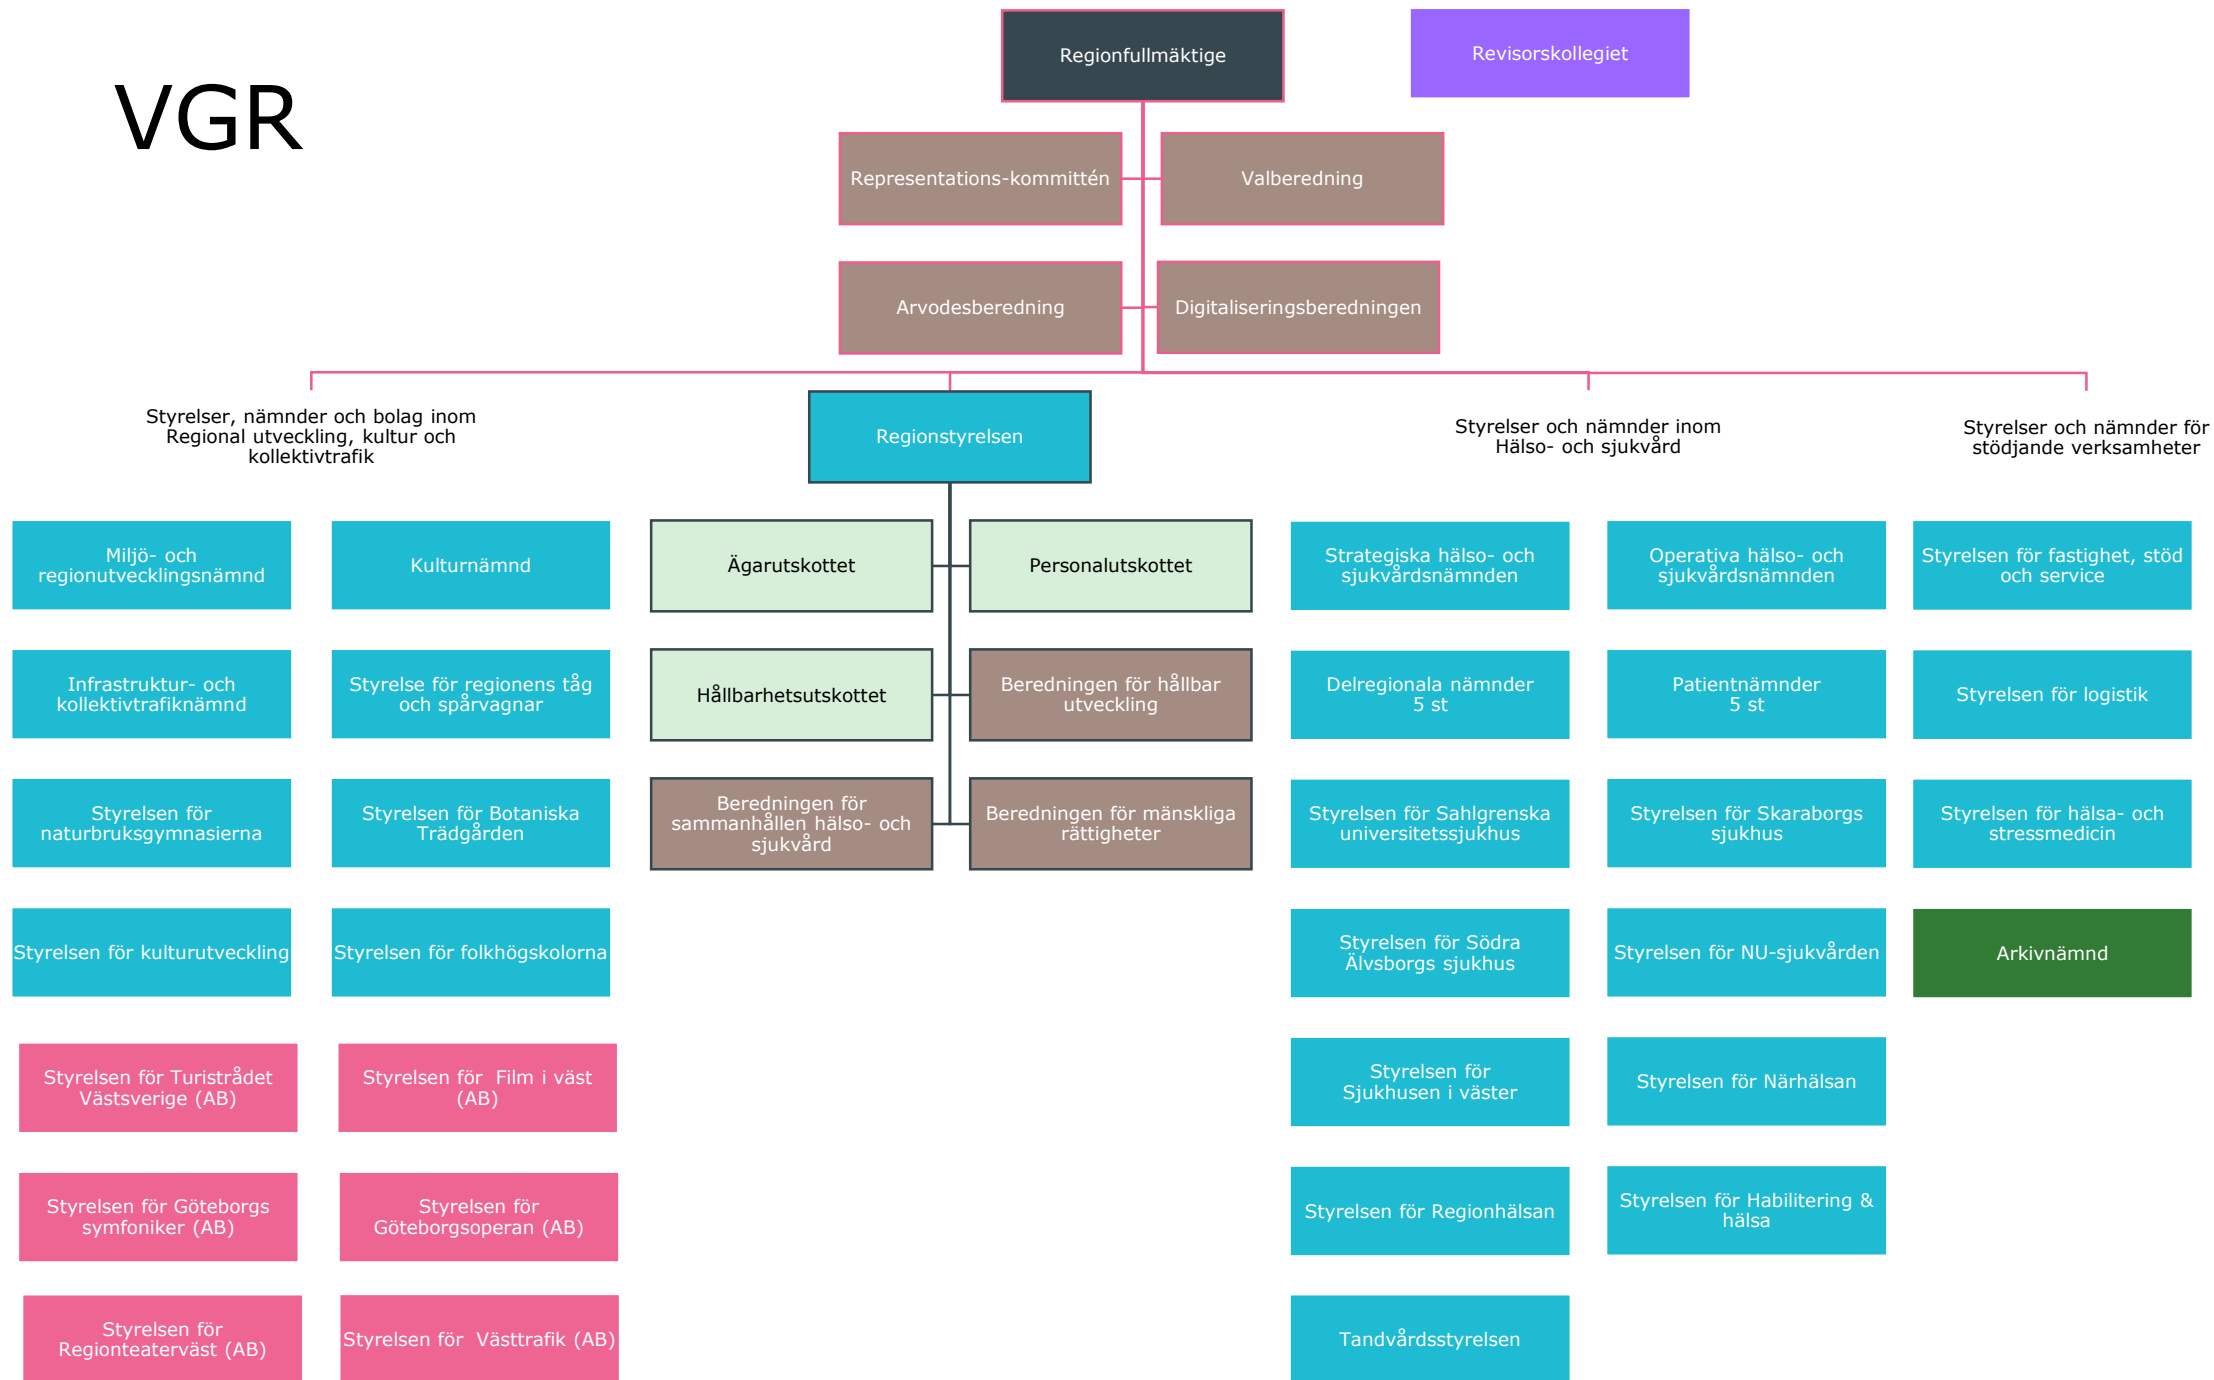 VGR
Regionfullmäktige
Revisorskollegiet
Representations-kommittén
Valberedning
Arvodesberedning
Digitaliseringsberedningen
Styrelser, nämnder och bolag inom
Regional utveckling, kultur och
kollektivtrafik
Regionstyrelsen
Styrelser och nämnder inom
Hälso- och sjukvård
Styrelser och nämnder för
stödjande verksamheter
Miljö- och
regionutvecklingsnämnd
Kulturnämnd
Ägarutskottet
Personalutskottet
Strategiska hälso- och
sjukvårdsnämnden
Operativa hälso- och
sjukvårdsnämnden
Styrelsen för fastighet, stöd
och service
Infrastruktur- och
kollektivtrafiknämnd
Styrelse för regionens tåg
och spårvagnar
Hållbarhetsutskottet
Beredningen för hållbar
utveckling
Delregionala nämnder
5 st
Patientnämnder
5 st
Styrelsen för logistik
Styrelsen för
naturbruksgymnasierna
Styrelsen för Botaniska
Trädgården
Beredningen för
sammanhållen hälso- och
sjukvård
Beredningen för mänskliga
rättigheter
Styrelsen för Sahlgrenska
universitetssjukhus
Styrelsen för Skaraborgs
sjukhus
Styrelsen för hälsa- och
stressmedicin
Styrelsen för kulturutveckling
Styrelsen för folkhögskolorna
Styrelsen för Södra
Älvsborgs sjukhus
Styrelsen för NU-sjukvården
Arkivnämnd
Styrelsen för Turistrådet
Västsverige (AB)
Styrelsen för  Film i väst
(AB)
Styrelsen för
Sjukhusen i väster
Styrelsen för Närhälsan
Styrelsen för Göteborgs
symfoniker (AB)
Styrelsen för
Göteborgsoperan (AB)
Styrelsen för Regionhälsan
Styrelsen för Habilitering &
hälsa
Styrelsen för
Regionteaterväst (AB)
Styrelsen för  Västtrafik (AB)
Tandvårdsstyrelsen